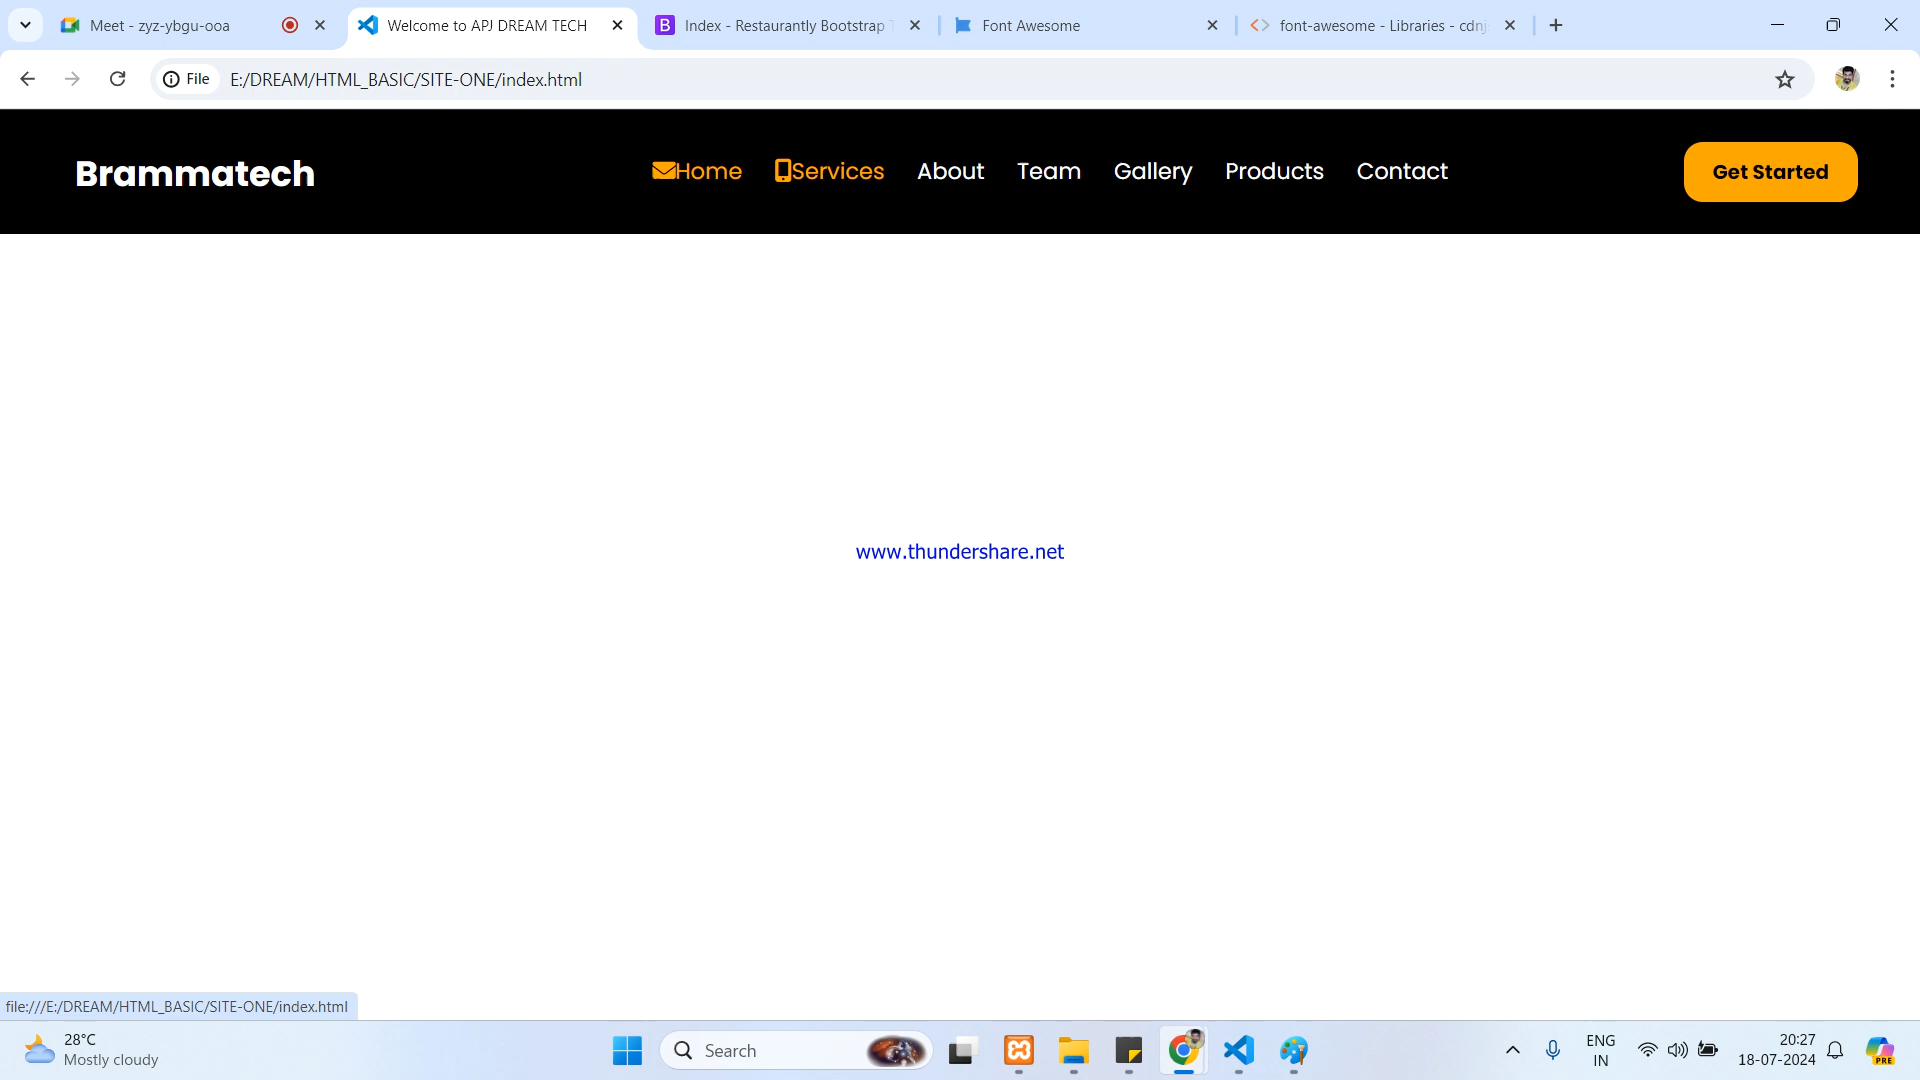 Meet - zyz-ybgu-ooa
Welcome to APJ DREAM TECH
B
Index - Restaurantly Bootstrap
Font Awesome
font-awesome - Libraries - cdnj
File
E:/DREAM/HTML_BASIC/SITE-ONE/index.html
Brammatech
Home
Services
About
Team
Gallery
Products
Contact
Get Started
www.thundershare.net
file:///E:/DREAM/HTML_BASIC/SITE-ONE/index.html
28°C
Mostly cloudy
Search
ENG
IN
20:27
18-07-2024
PRE